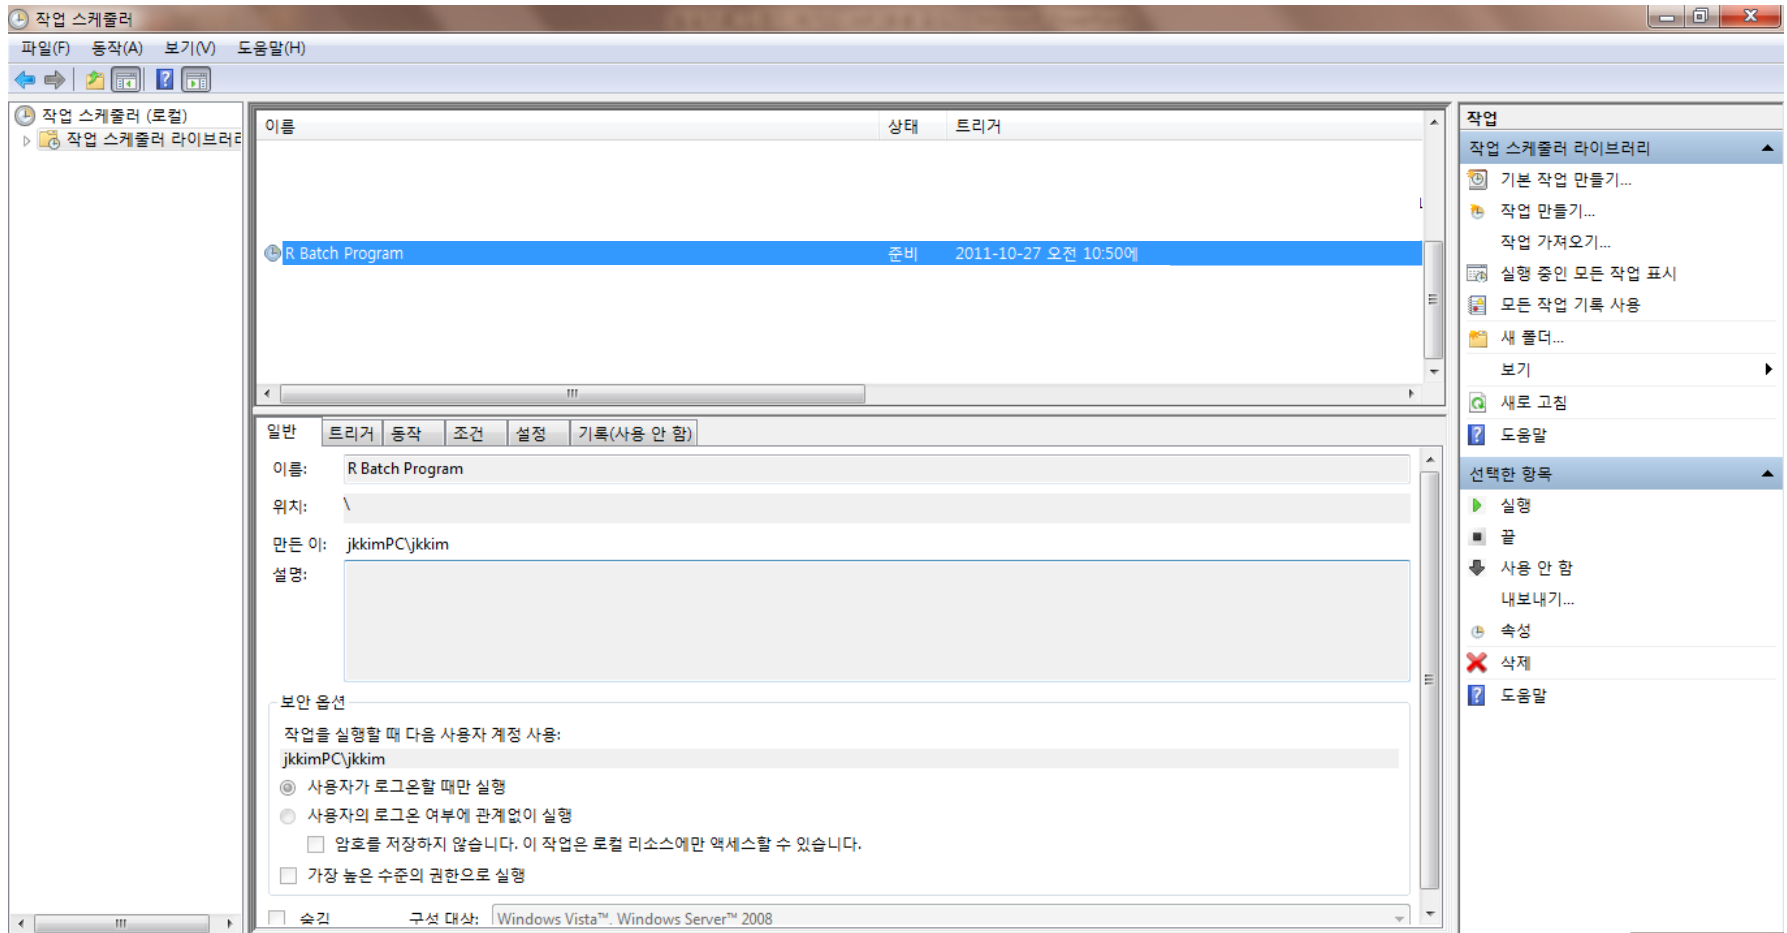 작업 스케줄러
파일(F) 동작(A) 보기(V) 도움말(H)
작업 스케줄러 (로컬)
작업 스케줄러 라이브러리
이름 상태 트리거
R Batch Program 준비 2011-10-27 오전 10:50에
일반 트리거 동작 조건 설정 기록(사용 안 함)
이름: R Batch Program
위치: \
만든 이: jkkimPC\jkkim
설명:
보안 옵션
작업을 실행할 때 다음 사용자 계정 사용:
jkkimPC\jkkim
사용자가 로그온할 때만 실행
사용자의 로그온 여부에 관계없이 실행
암호를 저장하지 않습니다. 이 작업은 로컬 리소스에만 액세스할 수 있습니다.
가장 높은 수준의 권한으로 실행
숨김 구성 대상: Windows Vista™, Windows Server™ 2008
작업
작업 스케줄러 라이브러리
기본 작업 만들기...
작업 만들기...
작업 가져오기...
실행 중인 모든 작업 표시
모든 작업 기록 사용
새 폴더...
보기
새로 고침
도움말
선택한 항목
실행
끝
사용 안 함
내보내기...
속성
삭제
도움말